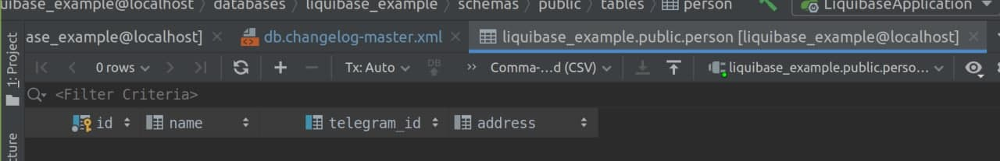 uibase_example@localhost databases liquibase_example schemas public tables person LiquibaseApplication
ase_example@localhost] db.changelog-master.xml liquibase_example.public.person [liquibase_example@localhost]
1: Project
0 rows Tx: Auto DB Comma-...d (CSV) liquibase_example.public.perso...
<Filter Criteria>
id name telegram_id address
cture